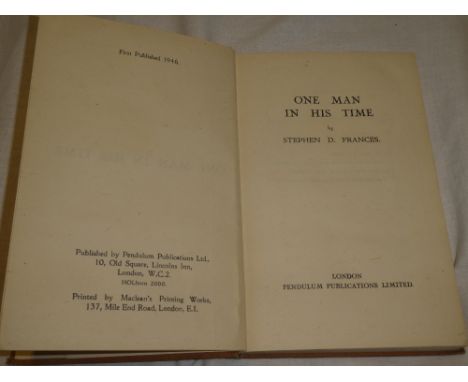 First Published 1946.
Published by Pendulum Publications Ltd.,
10, Old Square, Lincolns Inn,
London, W.C.2.
HOLborn 2000.
Printed by Maclean's Printing Works,
137, Mile End Road, London, E.1.
ONE MAN
IN HIS TIME
by
STEPHEN D. FRANCES.
LONDON
PENDULUM PUBLICATIONS LIMITED